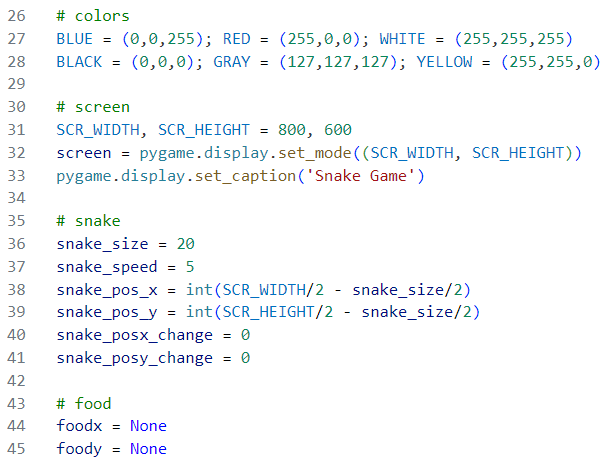 26 # colors
27 BLUE = (0,0,255); RED = (255,0,0); WHITE = (255,255,255)
28 BLACK = (0,0,0); GRAY = (127,127,127); YELLOW = (255,255,0)
29
30 # screen
31 SCR_WIDTH, SCR_HEIGHT = 800, 600
32 screen = pygame.display.set_mode((SCR_WIDTH, SCR_HEIGHT))
33 pygame.display.set_caption('Snake Game')
34
35 # snake
36 snake_size = 20
37 snake_speed = 5
38 snake_pos_x = int(SCR_WIDTH/2 - snake_size/2)
39 snake_pos_y = int(SCR_HEIGHT/2 - snake_size/2)
40 snake_posx_change = 0
41 snake_posy_change = 0
42
43 # food
44 foodx = None
45 foody = None